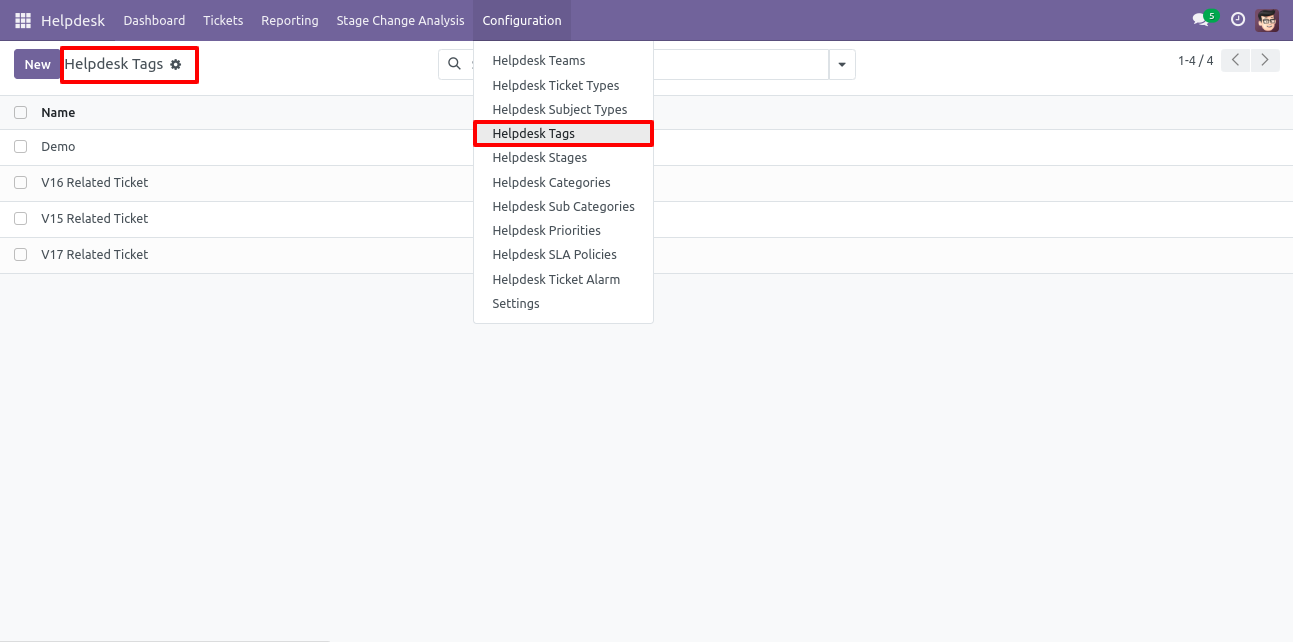 Helpdesk Dashboard Tickets Reporting Stage Change Analysis Configuration 5
New Helpdesk Tags 1-4 / 4
Helpdesk Teams
Helpdesk Ticket Types
Helpdesk Subject Types
Helpdesk Tags
Helpdesk Stages
Helpdesk Categories
Helpdesk Sub Categories
Helpdesk Priorities
Helpdesk SLA Policies
Helpdesk Ticket Alarm
Settings
Name
Demo
V16 Related Ticket
V15 Related Ticket
V17 Related Ticket